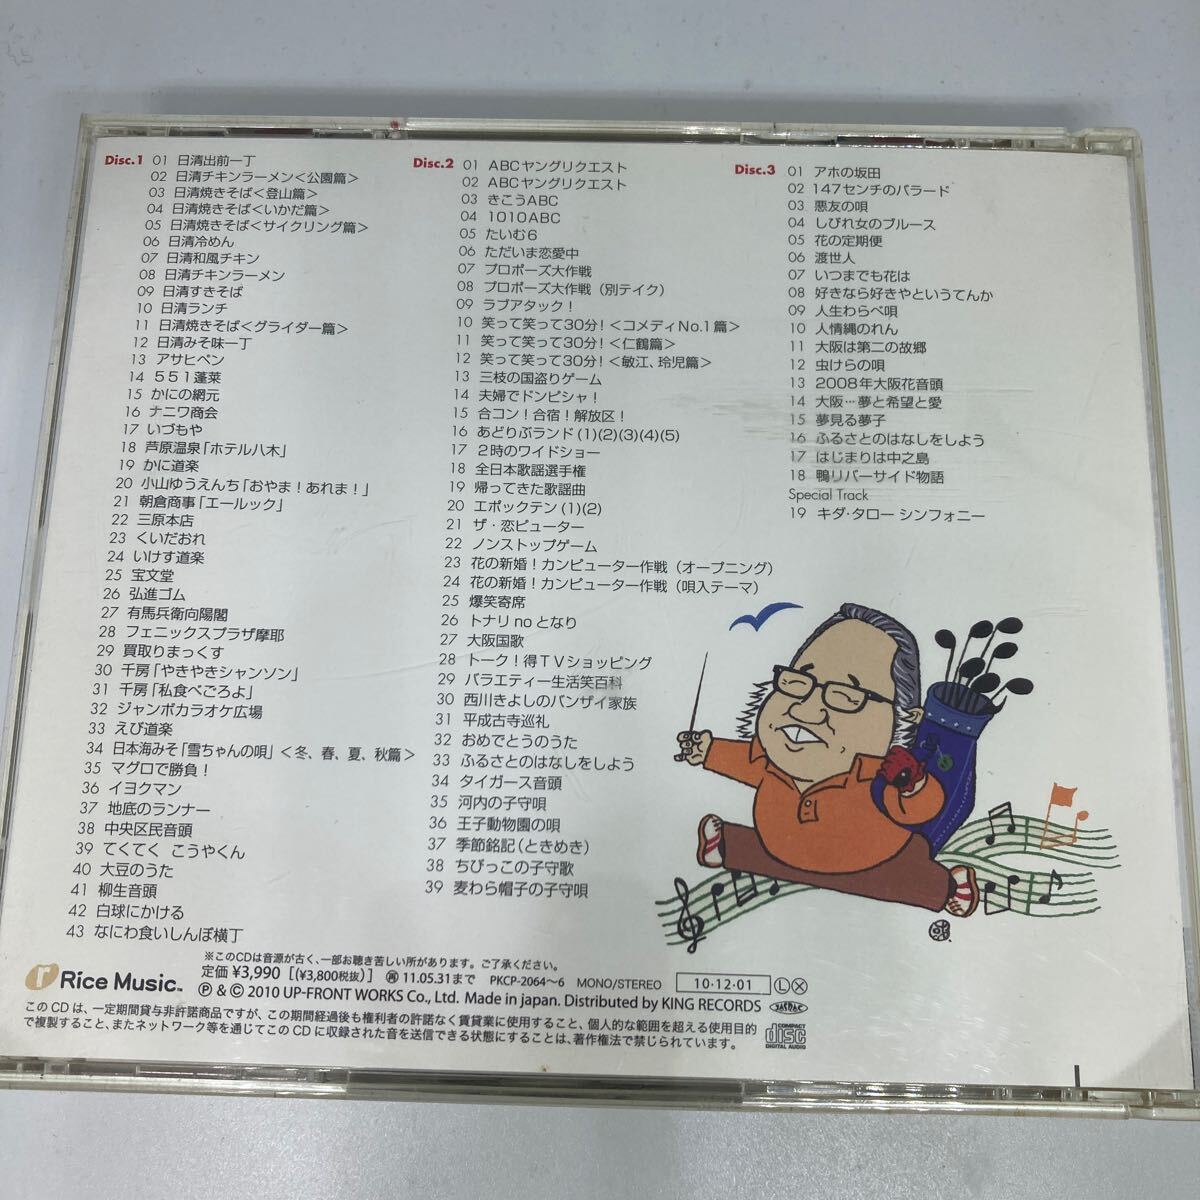 Disc.1
01 日清出前一丁
02 日清チキンラーメン<公園篇>
03 日清焼きそば<登山篇>
04 日清焼きそば<いかだ篇>
05 日清焼きそば<サイクリング篇>
06 日清冷めん
07 日清和風チキン
08 日清チキンラーメン
09 日清すきそば
10 日清ランチ
11 日清焼きそば<グライダー篇>
12 日清みそ味一丁
13 アサヒペン
14 551蓬莱
15 かにの網元
16 ナニワ商会
17 いづもや
18 芦原温泉「ホテル八木」
19 かに道楽
20 小山ゆうえんち「おやま!あれま!」
21 朝倉商事「エールック」
22 三原本店
23 くいだおれ
24 いけす道楽
25 宝文堂
26 弘進ゴム
27 有馬兵衛向陽閣
28 フェニックスプラザ摩耶
29 買取りまっくす
30 千房「やきやきシャンソン」
31 千房「私食べごろよ」
32 ジャンボカラオケ広場
33 えび道楽
34 日本海みそ「雪ちゃんの唄」<冬、春、夏、秋篇>
35 マグロで勝負!
36 イヨクマン
37 地底のランナー
38 中央区民音頭
39 てくてく こうやくん
40 大豆のうた
41 柳生音頭
42 白球にかける
43 なにわ食いしんぼ横丁
Disc.2
01 ABCヤングリクエスト
02 ABCヤングリクエスト
03 きこうABC
04 1010ABC
05 たいむ6
06 ただいま恋愛中
07 プロポーズ大作戦
08 プロポーズ大作戦(別テイク)
09 ラブアタック!
10 笑って笑って30分!<コメディNo.1篇>
11 笑って笑って30分!<仁鶴篇>
12 笑って笑って30分!<敏江、玲児篇>
13 三枝の国盗りゲーム
14 夫婦でドンピシャ!
15 合コン!合宿!解放区!
16 あどりぶランド(1)(2)(3)(4)(5)
17 2時のワイドショー
18 全日本歌謡選手権
19 帰ってきた歌謡曲
20 エポックテン(1)(2)
21 ザ・恋ピューター
22 ノンストップゲーム
23 花の新婚!カンピューター作戦(オープニング)
24 花の新婚!カンピューター作戦(唄入テーマ)
25 爆笑寄席
26 トナリ no となり
27 大阪国歌
28 トーク!得TVショッピング
29 バラエティー生活笑百科
30 西川きよしのバンザイ家族
31 平成古寺巡礼
32 おめでとうのうた
33 ふるさとのはなしをしよう
34 タイガース音頭
35 河内の子守唄
36 王子動物園の唄
37 季節銘記(ときめき)
38 ちびっこの子守歌
39 麦わら帽子の子守唄
Disc.3
01 アホの坂田
02 147センチのバラード
03 悪友の唄
04 しびれ女のブルース
05 花の定期便
06 渡世人
07 いつまでも花は
08 好きなら好きやというてんか
09 人生わらべ唄
10 人情縄のれん
11 大阪は第二の故郷
12 虫けらの唄
13 2008年大阪花音頭
14 大阪…夢と希望と愛
15 夢見る夢子
16 ふるさとのはなしをしよう
17 はじまりは中之島
18 鴨リバーサイド物語
Special Track
19 キダ・タロー シンフォニー
r Rice Music™
※このCDは音源が古く、一部お聴き苦しい所があります。ご了承ください。
定価 ¥3,990 [(¥3,800税抜)] 再 11.05.31まで PKCP-2064〜6 MONO/STEREO 10・12・01 L X
Ⓟ & © 2010 UP-FRONT WORKS Co., Ltd. Made in japan. Distributed by KING RECORDS JASRAC
このCDは、一定期間貸与非許諾商品ですが、この期間経過後も権利者の許諾なく賃貸業に使用すること、個人的な範囲を超える使用目的
で複製すること、またネットワーク等を通じてこのCDに収録された音を送信できる状態にすることは、著作権法で禁じられています。
COMPACT
disc
DIGITAL AUDIO